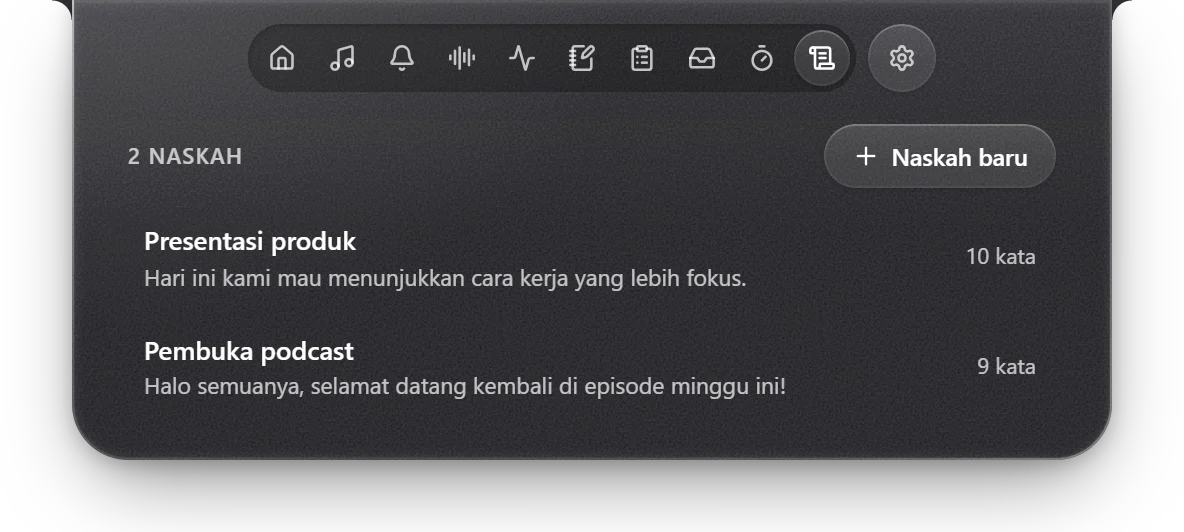 2 NASKAH
Naskah baru
Presentasi produk
Hari ini kami mau menunjukkan cara kerja yang lebih fokus.
10 kata
Pembuka podcast
Halo semuanya, selamat datang kembali di episode minggu ini!
9 kata